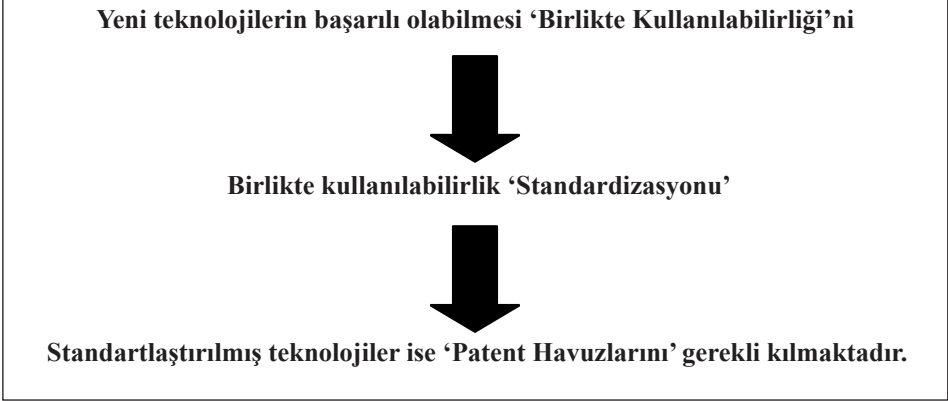 Yeni teknolojilerin başarılı olabilmesi ‘Birlikte Kullanılabilirliği’ni
Birlikte kullanılabilirlik ‘Standardizasyonu’
Standartlaştırılmış teknolojiler ise ‘Patent Havuzlarını’ gerekli kılmaktadır.